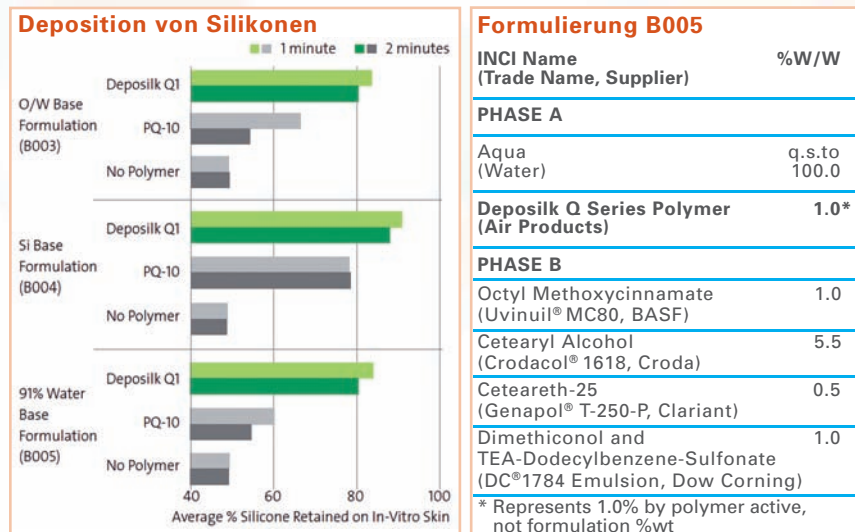 Deposition von Silikonen
1 minute 2 minutes
O/W Base
Formulation
(B003)
Deposilk Q1
PQ-10
No Polymer
Si Base
Formulation
(B004)
Deposilk Q1
PQ-10
No Polymer
91% Water
Base
Formulation
(B005)
Deposilk Q1
PQ-10
No Polymer
40 60 80 100
Average % Silicone Retained on In-Vitro Skin
Formulierung B005
INCI Name %W/W
(Trade Name, Supplier)
PHASE A
Aqua q.s.to
(Water) 100.0
Deposilk Q Series Polymer 1.0*
(Air Products)
PHASE B
Octyl Methoxycinnamate 1.0
(Uvinuil® MC80, BASF)
Cetearyl Alcohol 5.5
(Crodacol® 1618, Croda)
Ceteareth-25 0.5
(Genapol® T-250-P, Clariant)
Dimethiconol and 1.0
TEA-Dodecylbenzene-Sulfonate
(DC®1784 Emulsion, Dow Corning)
* Represents 1.0% by polymer active,
not formulation %wt